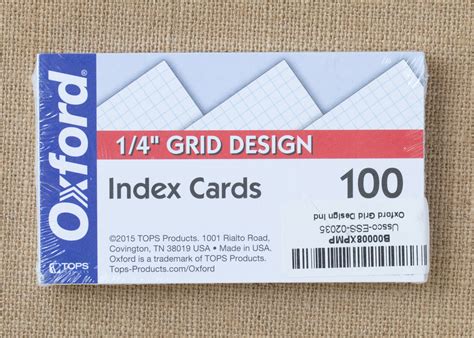 Oxford®
1/4" GRID DESIGN
Index Cards
100
©2015 TOPS Products. 1001 Rialto Road,
Covington, TN 38019 USA • Made in USA.
Oxford is a trademark of TOPS Products.
Tops-Products.com/Oxford
TOPS
Ussco-ESS-02035
B00008XPMP
Oxford Grid Design Ind